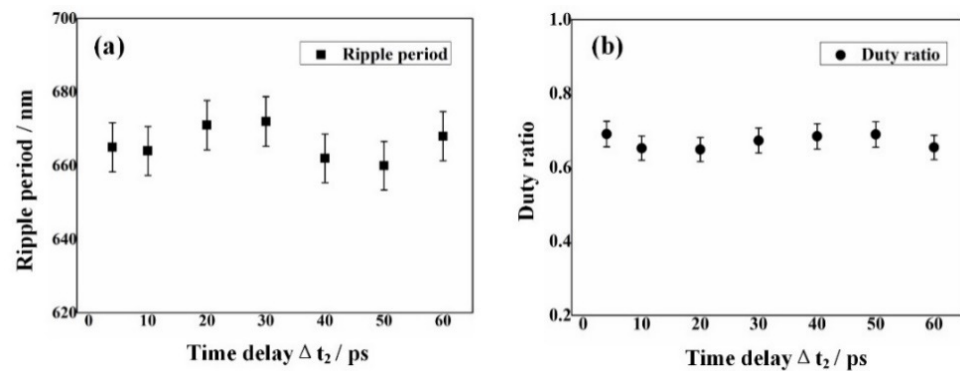 (a)
Ripple period
700
680
660
640
620
0 10 20 30 40 50 60
Ripple period / nm
Time delay Δ t₂ / ps
(b)
Duty ratio
1.0
0.8
0.6
0.4
0.2
0 10 20 30 40 50 60
Duty ratio
Time delay Δ t₂ / ps